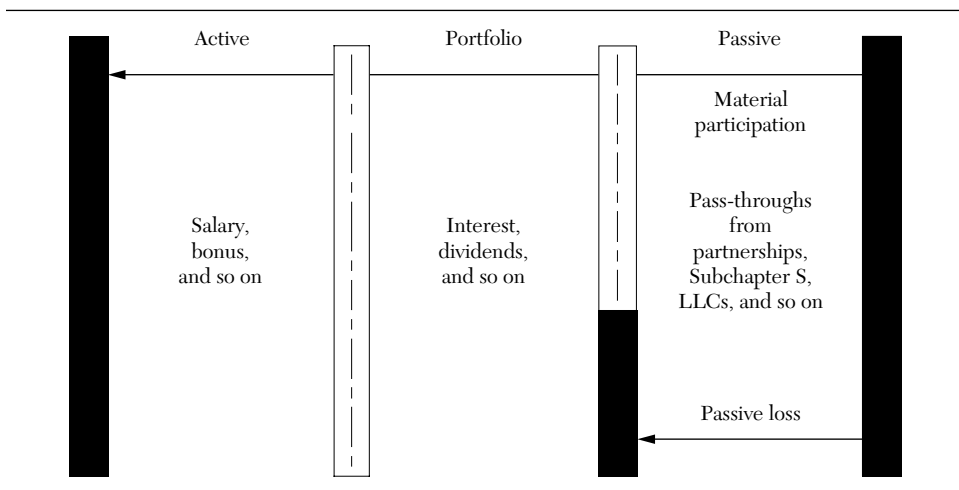 Active
Portfolio
Passive
Material
participation
Salary,
bonus,
and so on
Interest,
dividends,
and so on
Pass-throughs
from
partnerships,
Subchapter S,
LLCs, and so on
Passive loss